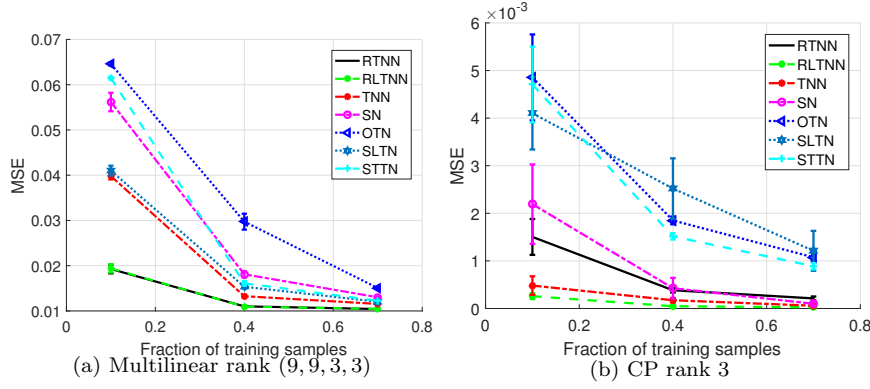 0.07
0.06
0.05
0.04
0.03
0.02
0.01
MSE
0 0.2 0.4 0.6 0.8
Fraction of training samples
RTNN
RLTNN
TNN
SN
OTN
SLTN
STTN
(a) Multilinear rank (9, 9, 3, 3)
×10⁻³
6
5
4
3
2
1
0
MSE
0 0.2 0.4 0.6 0.8
Fraction of training samples
RTNN
RLTNN
TNN
SN
OTN
SLTN
STTN
(b) CP rank 3